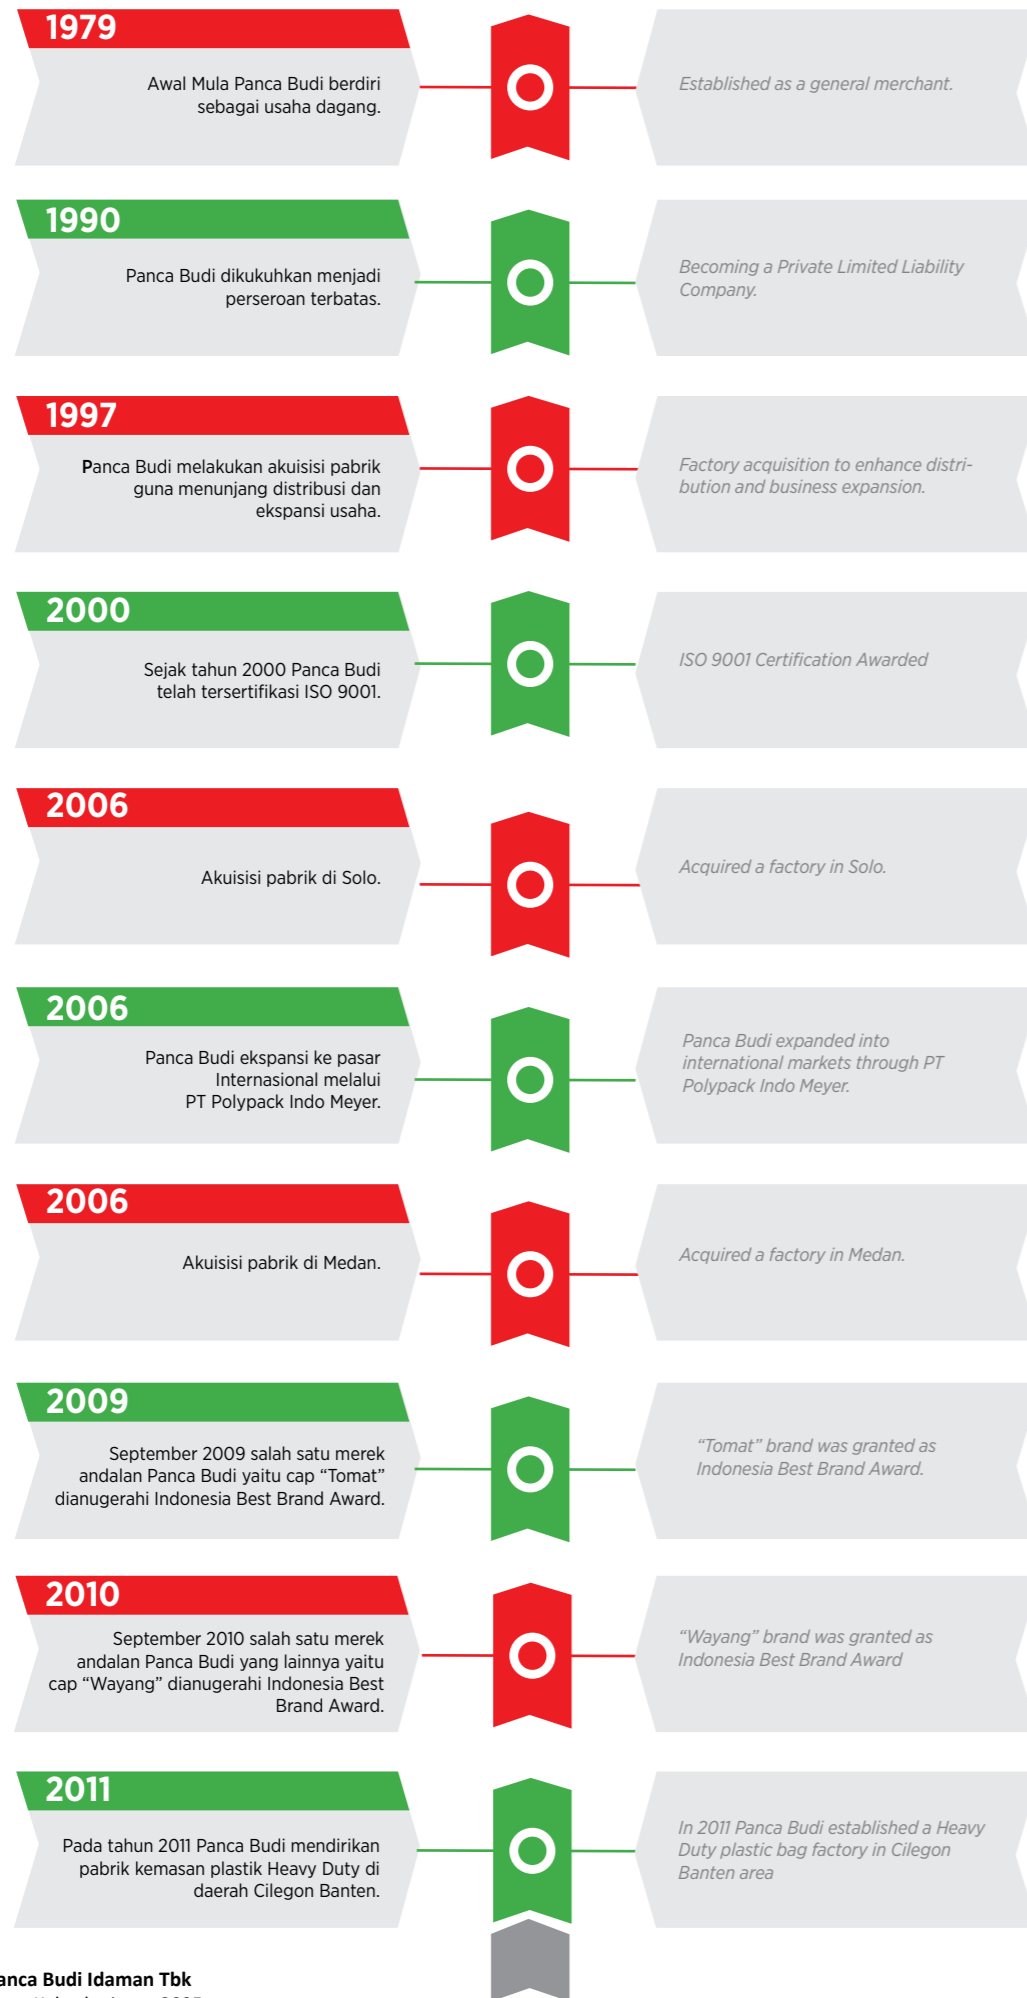 1979
Awal Mula Panca Budi berdiri
sebagai usaha dagang.
Established as a general merchant.
1990
Panca Budi dikukuhkan menjadi
perseroan terbatas.
Becoming a Private Limited Liability
Company.
1997
Panca Budi melakukan akuisisi pabrik
guna menunjang distribusi dan
ekspansi usaha.
Factory acquisition to enhance distri-
bution and business expansion.
2000
Sejak tahun 2000 Panca Budi
telah tersertifikasi ISO 9001.
ISO 9001 Certification Awarded
2006
Akuisisi pabrik di Solo.
Acquired a factory in Solo.
2006
Panca Budi ekspansi ke pasar
Internasional melalui
PT Polypack Indo Meyer.
Panca Budi expanded into
international markets through PT
Polypack Indo Meyer.
2006
Akuisisi pabrik di Medan.
Acquired a factory in Medan.
2009
September 2009 salah satu merek
andalan Panca Budi yaitu cap “Tomat”
dianugerahi Indonesia Best Brand Award.
“Tomat” brand was granted as
Indonesia Best Brand Award.
2010
September 2010 salah satu merek
andalan Panca Budi yang lainnya yaitu
cap “Wayang” dianugerahi Indonesia Best
Brand Award.
“Wayang” brand was granted as
Indonesia Best Brand Award
2011
Pada tahun 2011 Panca Budi mendirikan
pabrik kemasan plastik Heavy Duty di
daerah Cilegon Banten.
In 2011 Panca Budi established a Heavy
Duty plastic bag factory in Cilegon
Banten area
Panca Budi Idaman Tbk